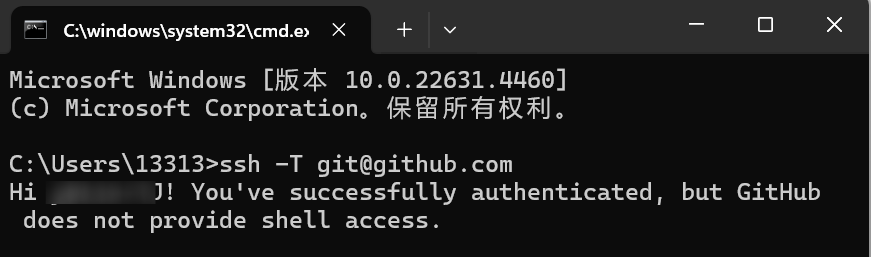 C:\windows\system32\cmd.ex
Microsoft Windows [版本 10.0.22631.4460]
(c) Microsoft Corporation。保留所有权利。
C:\Users\13313>ssh -T git@github.com
Hi J! You've successfully authenticated, but GitHub
does not provide shell access.